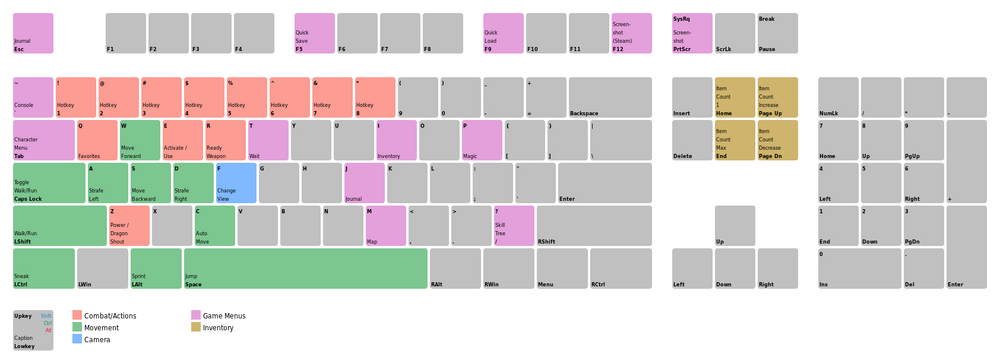 Journal
Esc
F1
F2
F3
F4
Quick
Save
F5
F6
F7
F8
Quick
Load
F9
F10
F11
Screen-
shot
(Steam)
F12
SysRq
Screen-
shot
PrtScr
ScrLk
Break
Pause
~
Console
`
!
Hotkey
1
@
Hotkey
2
#
Hotkey
3
$
Hotkey
4
%
Hotkey
5
^
Hotkey
6
&
Hotkey
7
*
Hotkey
8
(
9
)
0
_
-
+
=
Backspace
Insert
Item
Count
1
Home
Item
Count
Increase
Page Up
NumLk
/
*
-
Character
Menu
Tab
Q
Favorites
W
Move
Forward
E
Activate /
Use
R
Ready
Weapon
T
Wait
Y
U
I
Inventory
O
P
Magic
{
[
}
]
|
\
Delete
Item
Count
Max
End
Item
Count
Decrease
Page Dn
7
Home
8
Up
9
PgUp
Toggle
Walk/Run
Caps Lock
A
Strafe
Left
S
Move
Backward
D
Strafe
Right
F
Change
View
G
H
J
Journal
K
L
:
;
"
'
Enter
4
Left
5
6
Right
+
Walk/Run
LShift
Z
Power /
Dragon
Shout
X
C
Auto
Move
V
B
N
M
Map
<
,
>
.
?
Skill
Tree
/
RShift
Up
1
End
2
Down
3
PgDn
Sneak
LCtrl
LWin
Sprint
LAlt
Jump
Space
RAlt
RWin
Menu
RCtrl
Left
Down
Right
0
Ins
.
Del
Enter
Upkey
Shift
Ctrl
Alt
Caption
Lowkey
Combat/Actions
Movement
Camera
Game Menus
Inventory